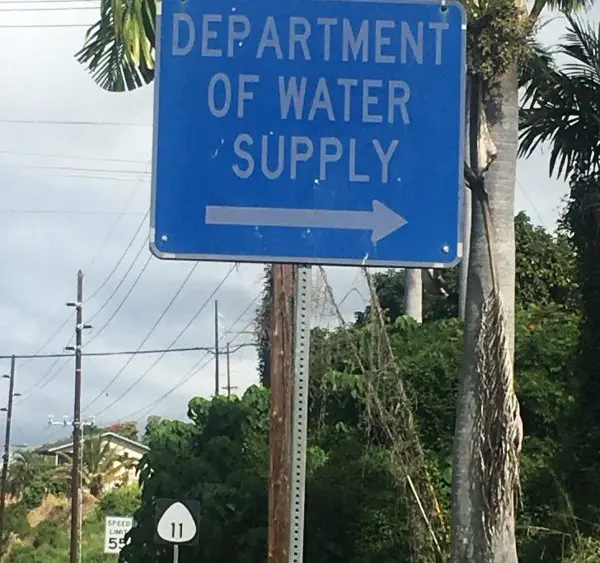 DEPARTMENT
OF WATER
SUPPLY
11
SPEED
LIMIT
55